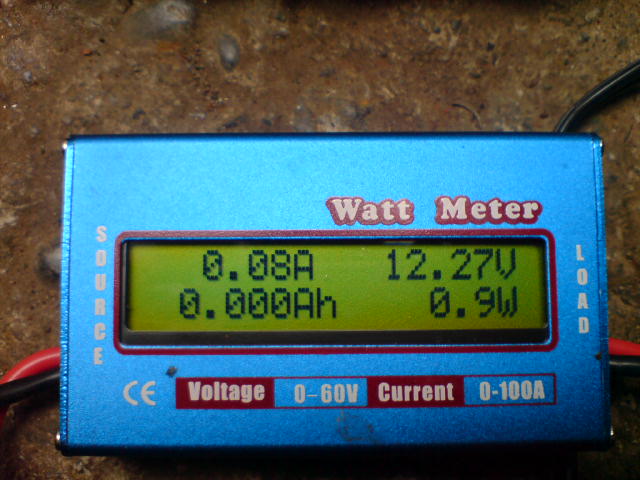 Watt Meter
SOURCE
0.08A 12.27V
0.000Ah 0.9W
LOAD
CE Voltage 0-60V Current 0-100A